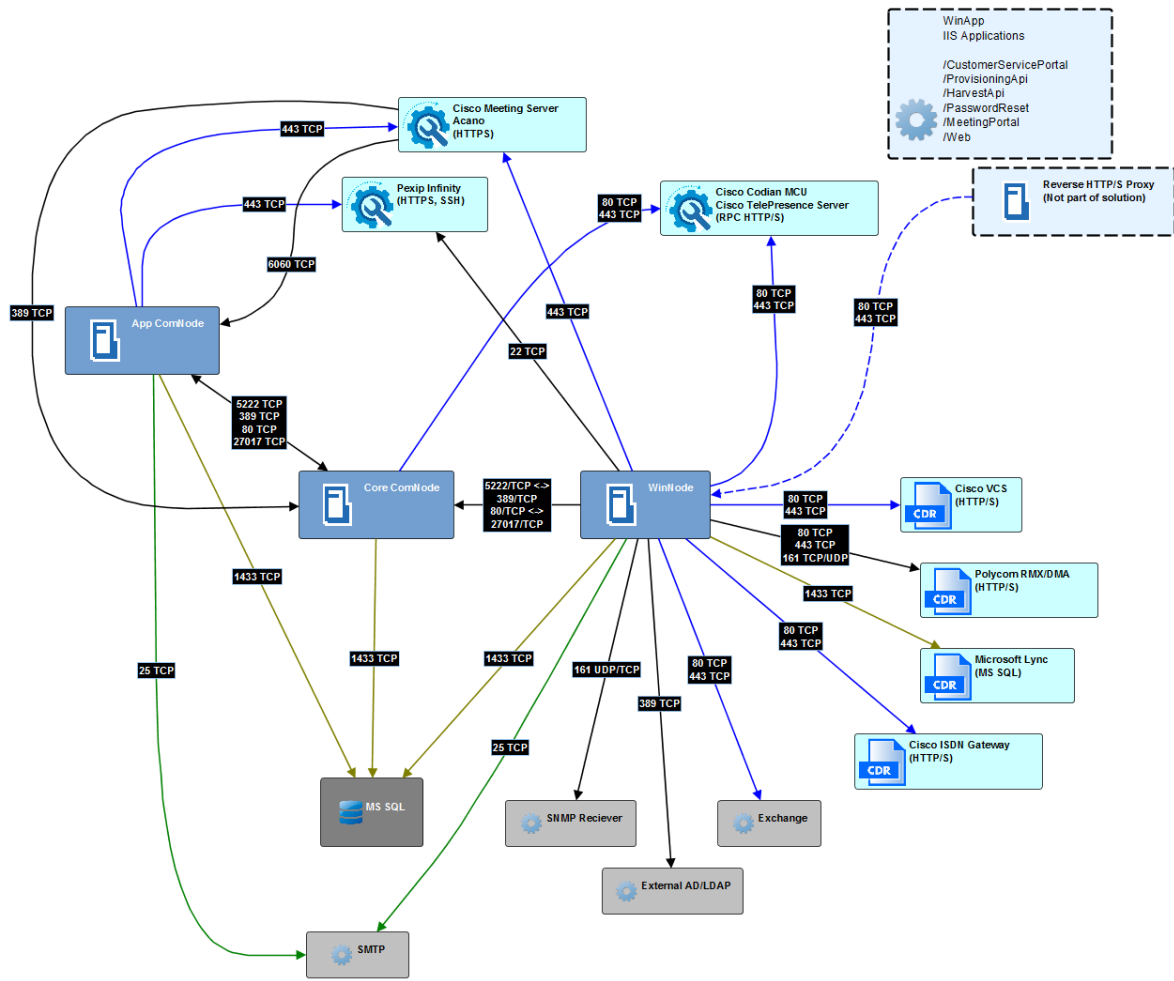 WinApp
IIS Applications
/CustomerServicePortal
/ProvisioningApi
/HarvestApi
/PasswordReset
/MeetingPortal
/Web
Cisco Meeting Server
Acano
(HTTPS)
443 TCP
Pexip Infinity
(HTTPS, SSH)
443 TCP
Cisco Codian MCU
Cisco TelePresence Server
(RPC HTTP/S)
80 TCP
443 TCP
Reverse HTTP/S Proxy
(Not part of solution)
6060 TCP
389 TCP
App ComNode
443 TCP
80 TCP
443 TCP
80 TCP
443 TCP
22 TCP
5222 TCP
389 TCP
80 TCP
27017 TCP
Core ComNode
5222/TCP <->
389/TCP
80/TCP <->
27017/TCP
WinNode
80 TCP
443 TCP
Cisco VCS
(HTTP/S)
CDR
80 TCP
443 TCP
161 TCP/UDP
Polycom RMX/DMA
(HTTP/S)
CDR
1433 TCP
1433 TCP
80 TCP
443 TCP
Microsoft Lync
(MS SQL)
CDR
25 TCP
1433 TCP
1433 TCP
161 UDP/TCP
80 TCP
443 TCP
389 TCP
25 TCP
Cisco ISDN Gateway
(HTTP/S)
CDR
MS SQL
SNMP Reciever
Exchange
External AD/LDAP
SMTP